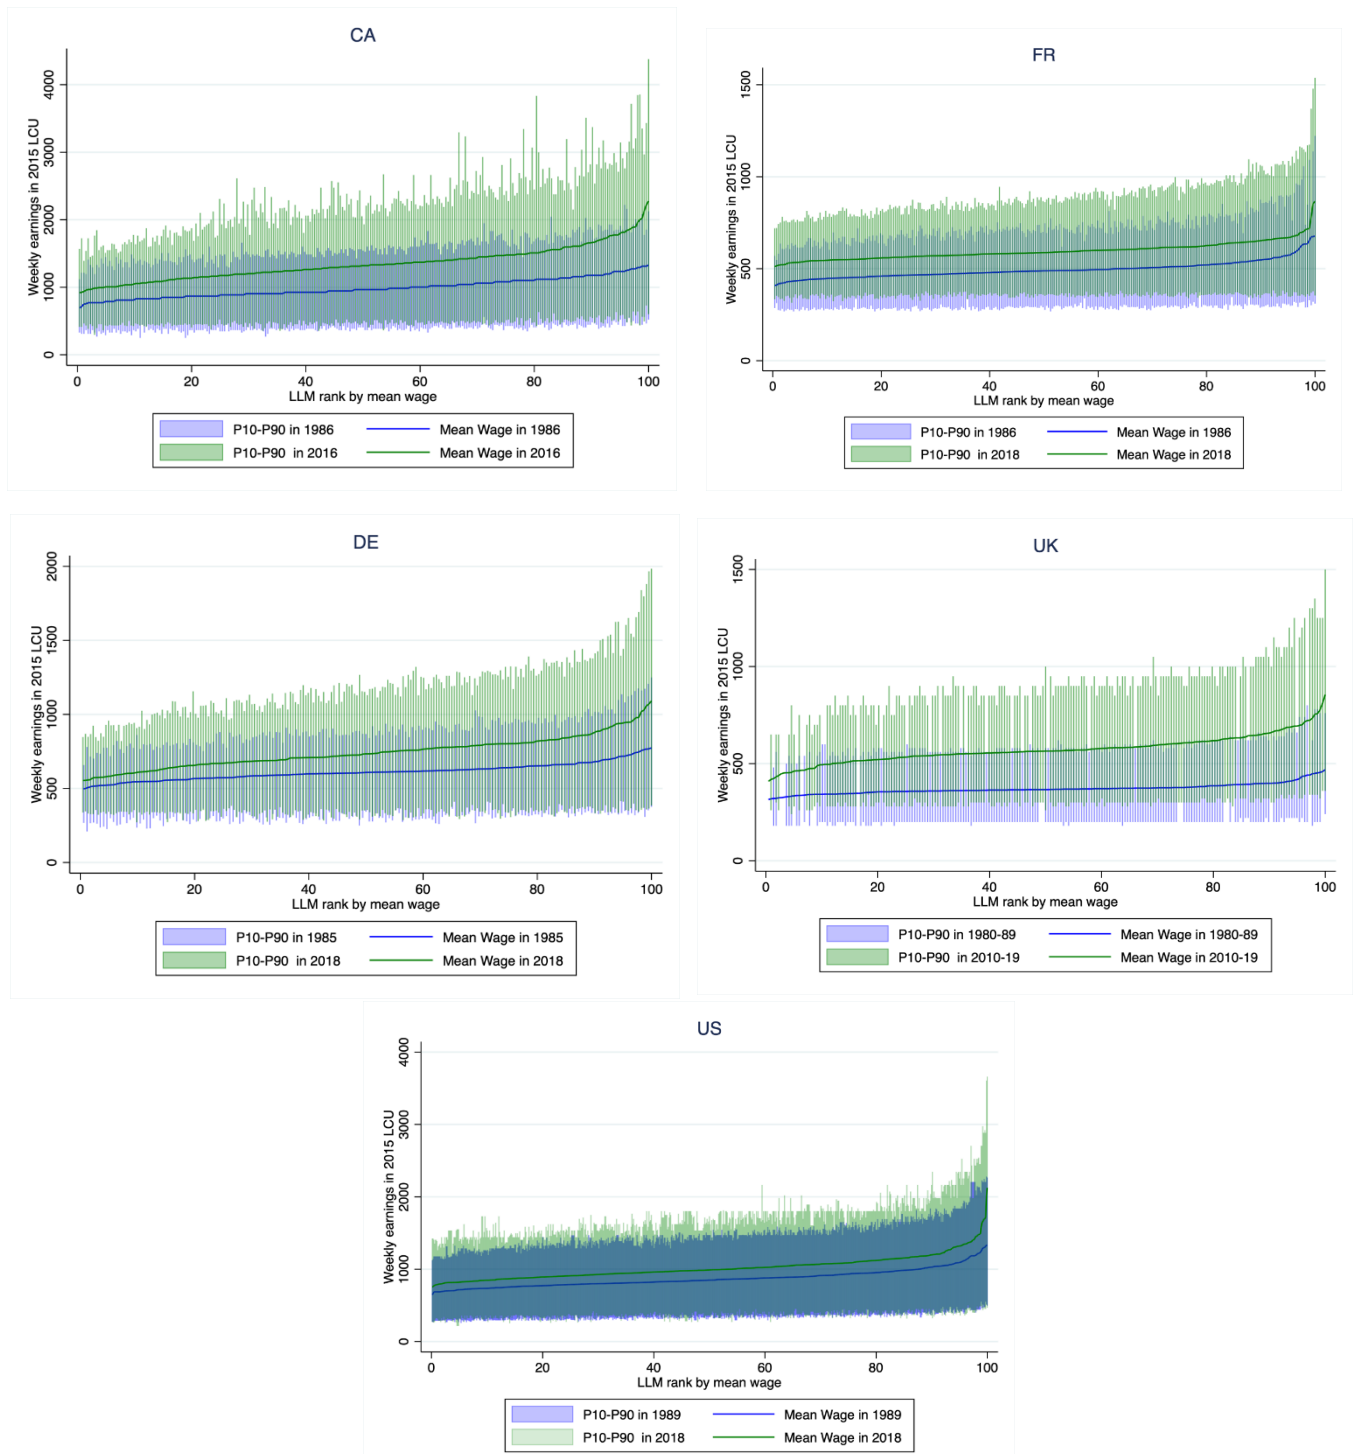 CA
Weekly earnings in 2015 LCU
4000
3000
2000
1000
0
0 20 40 60 80 100
LLM rank by mean wage
P10-P90 in 1986 Mean Wage in 1986
P10-P90 in 2016 Mean Wage in 2016
FR
Weekly earnings in 2015 LCU
1500
1000
500
0
0 20 40 60 80 100
LLM rank by mean wage
P10-P90 in 1986 Mean Wage in 1986
P10-P90 in 2018 Mean Wage in 2018
DE
Weekly earnings in 2015 LCU
2000
1500
1000
500
0
0 20 40 60 80 100
LLM rank by mean wage
P10-P90 in 1985 Mean Wage in 1985
P10-P90 in 2018 Mean Wage in 2018
UK
Weekly earnings in 2015 LCU
1500
1000
500
0
0 20 40 60 80 100
LLM rank by mean wage
P10-P90 in 1980-89 Mean Wage in 1980-89
P10-P90 in 2010-19 Mean Wage in 2010-19
US
Weekly earnings in 2015 LCU
4000
3000
2000
1000
0
0 20 40 60 80 100
LLM rank by mean wage
P10-P90 in 1989 Mean Wage in 1989
P10-P90 in 2018 Mean Wage in 2018